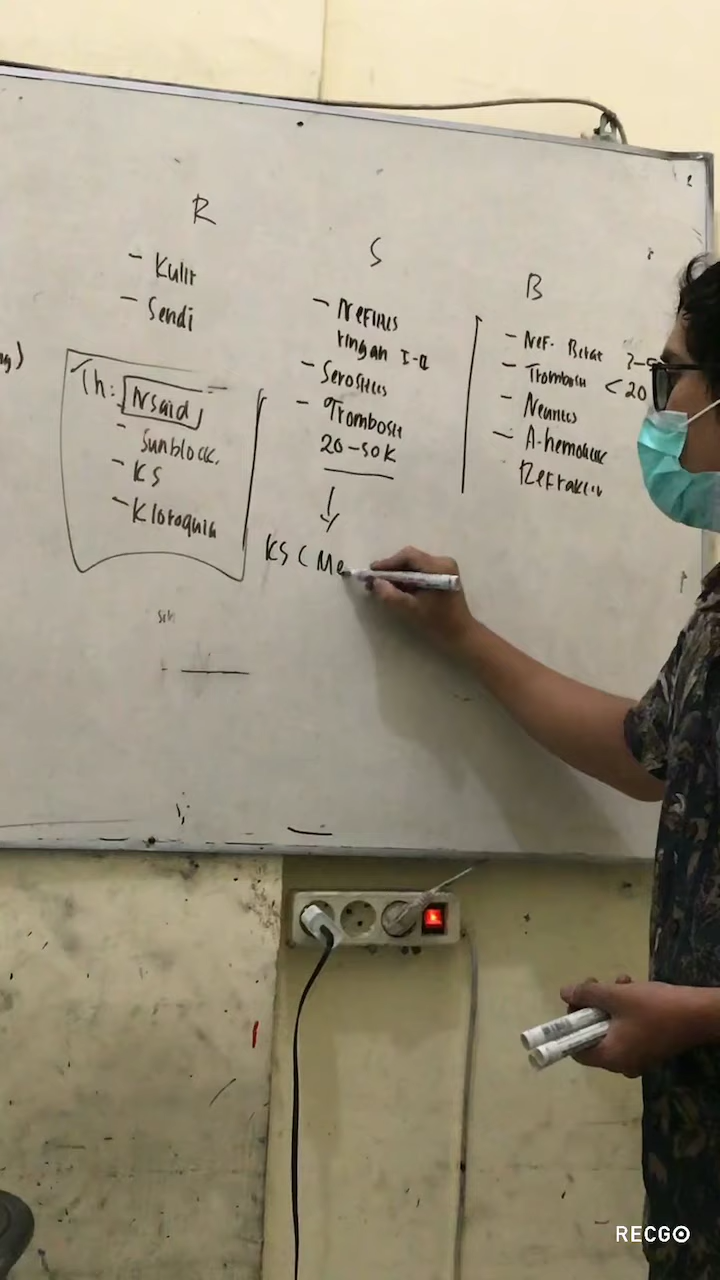 R
- Kulit
- Sendi
Th: Nsaid
- Sunblock.
- KS
- Kloroquin
S
- Nefritis
ringan I-II
- Serositis
- Trombosit
20-50K
KS ( Me
B
- Nef. Berat
- Trombosit < 20
- Neuritis
- A-hemolitik
Refrakter
RECGO